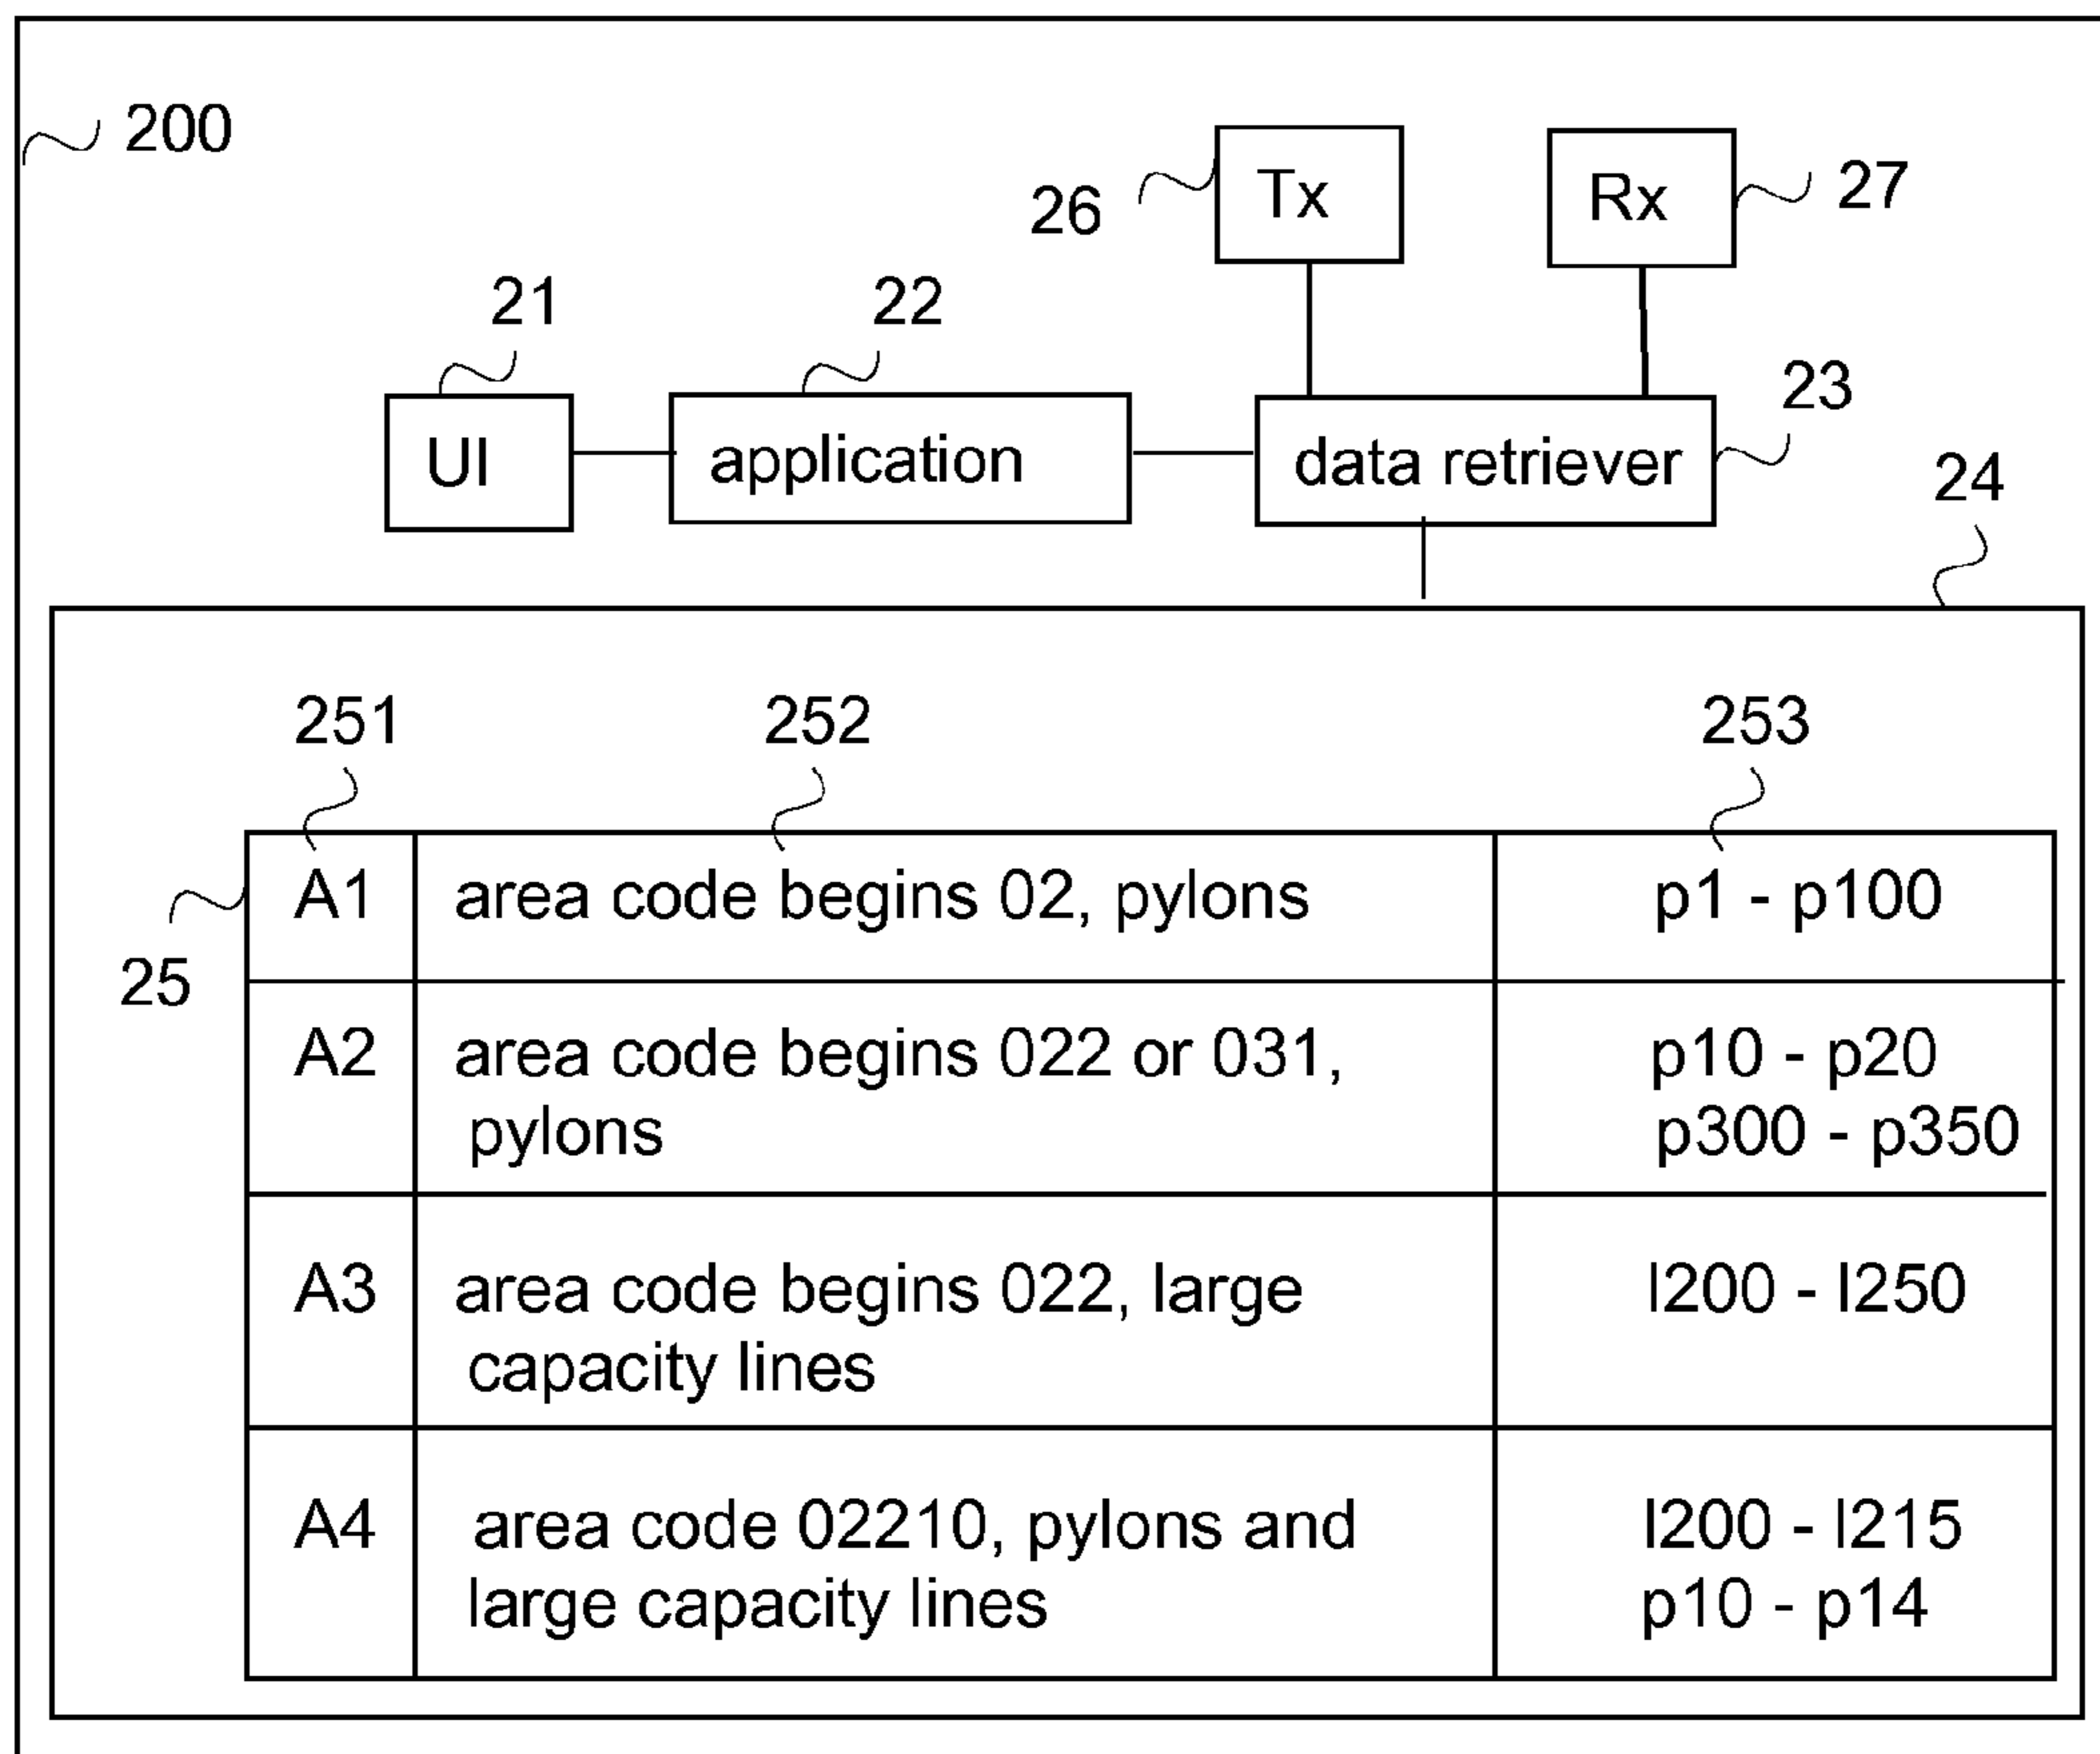 200
26
Tx
Rx
27
21
22
23
UI
application
data retriever
24
251
252
253
25
A1
area code begins 02, pylons
p1 - p100
A2
area code begins 022 or 031,
pylons
p10 - p20
p300 - p350
A3
area code begins 022, large
capacity lines
l200 - l250
A4
area code 02210, pylons and
large capacity lines
l200 - l215
p10 - p14